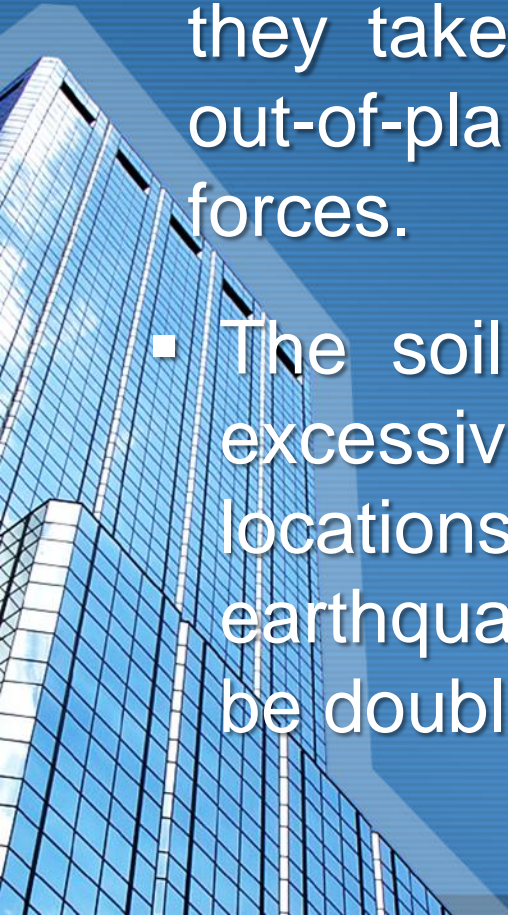 they take
out-of-pla
forces.
▪ The soil
excessiv
locations
earthqua
be doubl